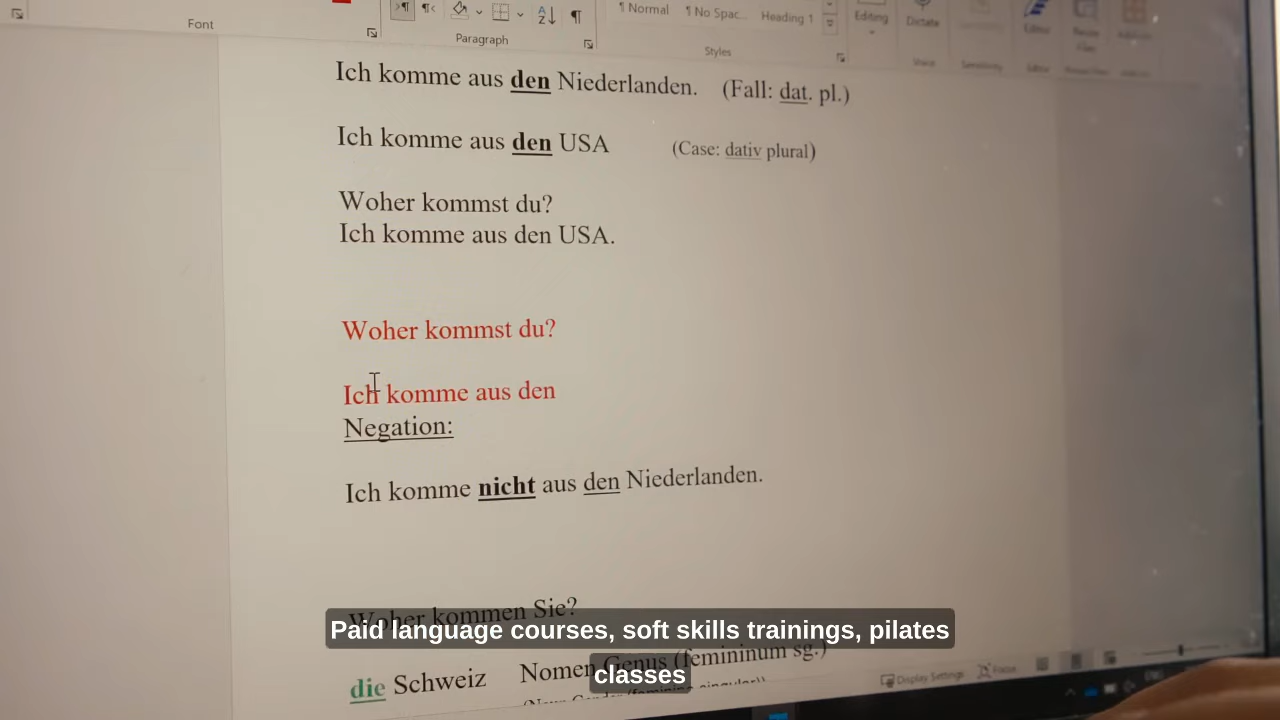 Font
Paragraph
Styles
¶ Normal
¶ No Spac...
Heading 1
Editing
Dictate
Ich komme aus den Niederlanden. (Fall: dat. pl.)
Ich komme aus den USA (Case: dativ plural)
Woher kommst du?
Ich komme aus den USA.
Woher kommst du?
Ich komme aus den
Negation:
Ich komme nicht aus den Niederlanden.
Woher kommen Sie?
Paid language courses, soft skills trainings, pilates
classes
die Schweiz Nomen Genus (femininum sg.)
Display Settings
Focus